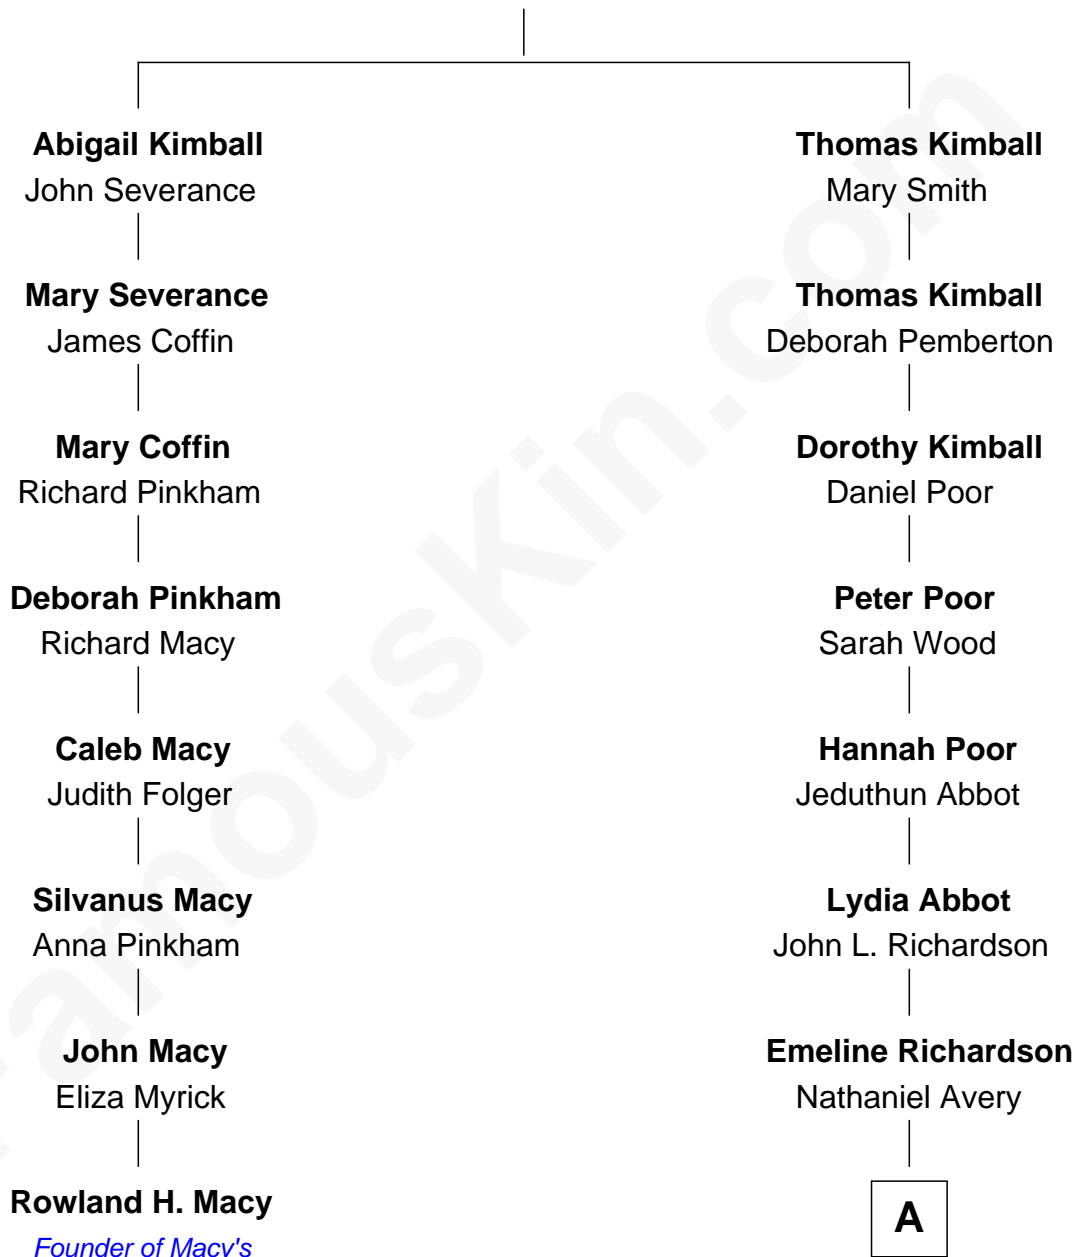 Abigail Kimball
John Severance
Thomas Kimball
Mary Smith
Mary Severance
James Coffin
Thomas Kimball
Deborah Pemberton
Mary Coffin
Richard Pinkham
Dorothy Kimball
Daniel Poor
Deborah Pinkham
Richard Macy
Peter Poor
Sarah Wood
Caleb Macy
Judith Folger
Hannah Poor
Jeduthun Abbot
Silvanus Macy
Anna Pinkham
Lydia Abbot
John L. Richardson
John Macy
Eliza Myrick
Emeline Richardson
Nathaniel Avery
Rowland H. Macy
Founder of Macy's
A
FamousKin.com